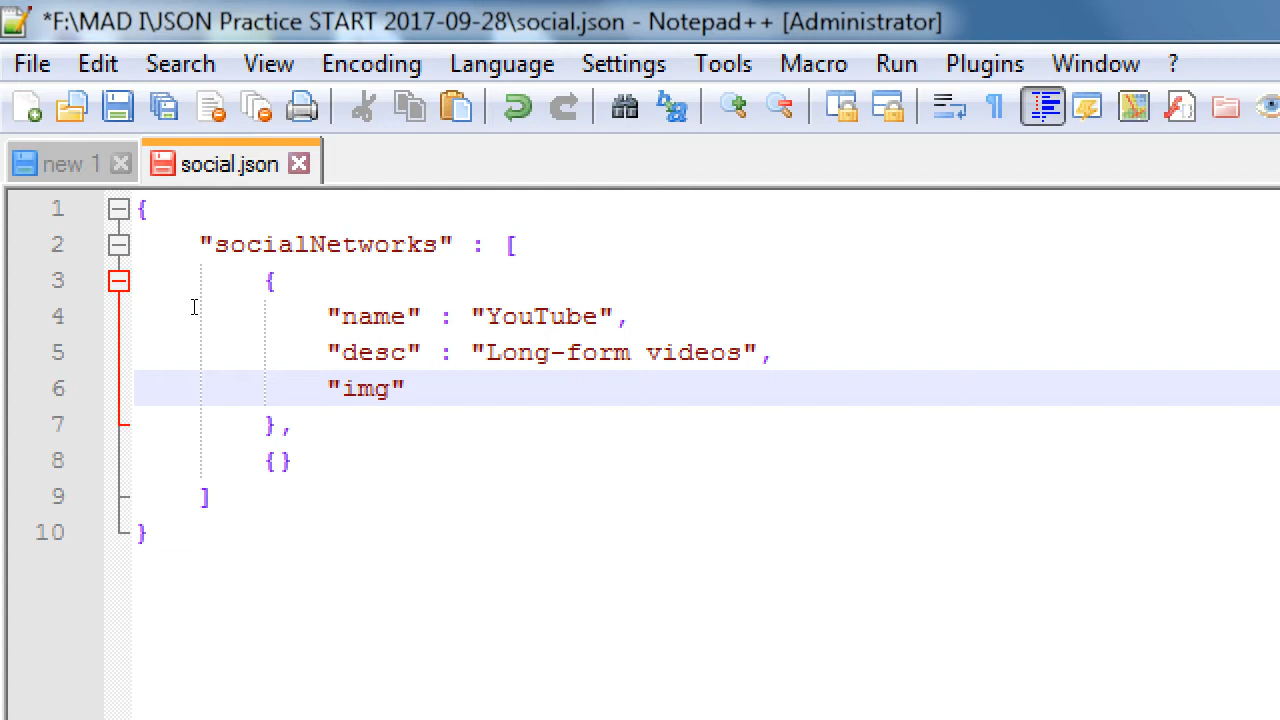 *F:\MAD I\JSON Practice START 2017-09-28\social.json - Notepad++ [Administrator]
File Edit Search View Encoding Language Settings Tools Macro Run Plugins Window ?
new 1 social.json
1 {
2 "socialNetworks" : [
3 {
4 "name" : "YouTube",
5 "desc" : "Long-form videos",
6 "img"
7 },
8 {}
9 ]
10 }